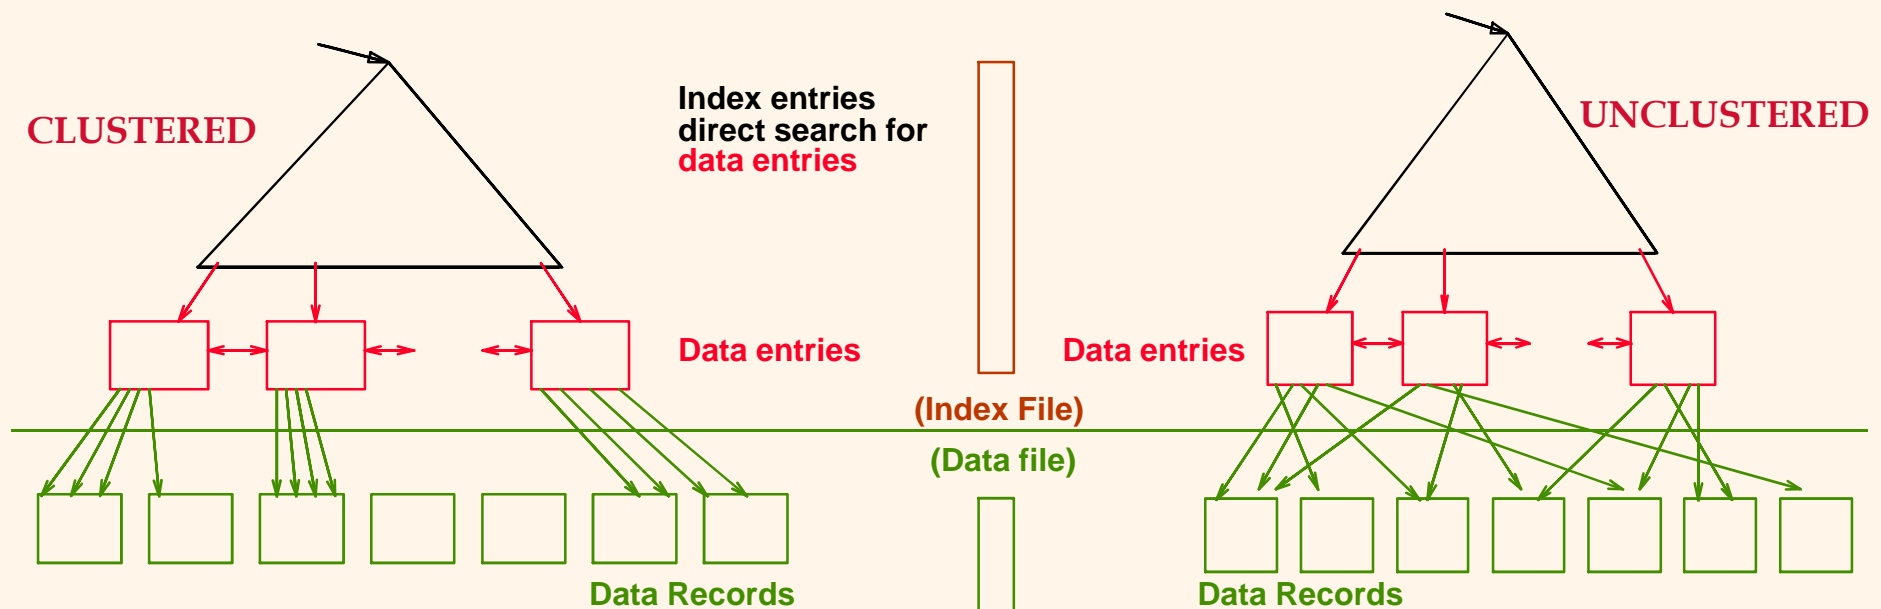 CLUSTERED
Index entries
direct search for
data entries
UNCLUSTERED
Data entries
Data entries
(Index File)
(Data file)
Data Records
Data Records